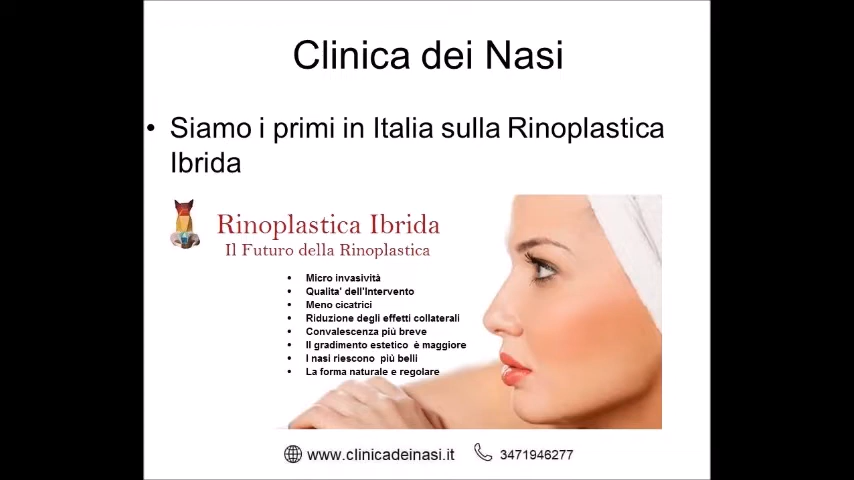 Clinica dei Nasi
• Siamo i primi in Italia sulla Rinoplastica
Ibrida
Rinoplastica Ibrida
Il Futuro della Rinoplastica
• Micro invasività
• Qualita' dell'Intervento
• Meno cicatrici
• Riduzione degli effetti collaterali
• Convalescenza più breve
• Il gradimento estetico è maggiore
• I nasi riescono più belli
• La forma naturale e regolare
www.clinicadeinasi.it 3471946277